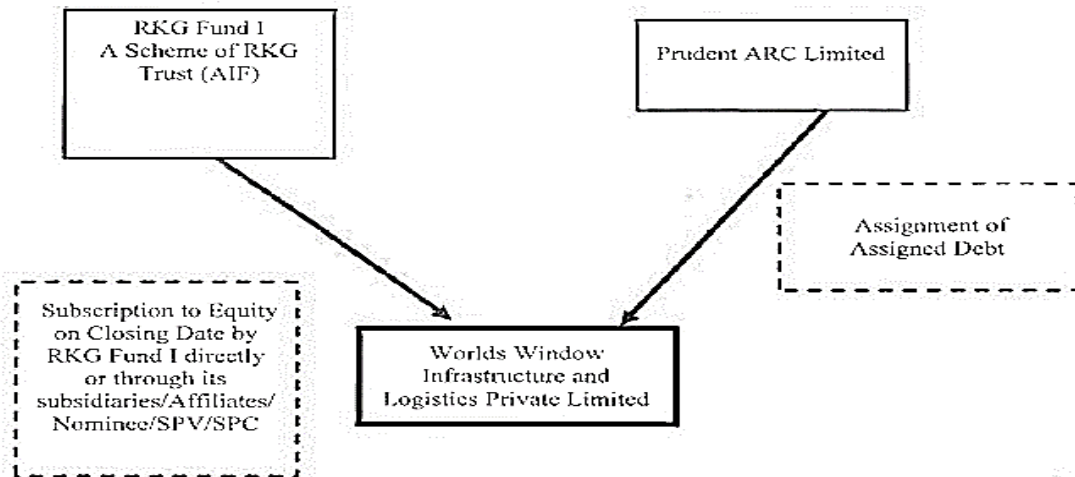 RKG Fund I
A Scheme of RKG
Trust (AIF)
Prudent ARC Limited
Assignment of
Assigned Debt
Subscription to Equity
on Closing Date by
RKG Fund I directly
or through its
subsidiaries/Affiliates/
Nominee/SPV/SPC
Worlds Window
Infrastructure and
Logistics Private Limited